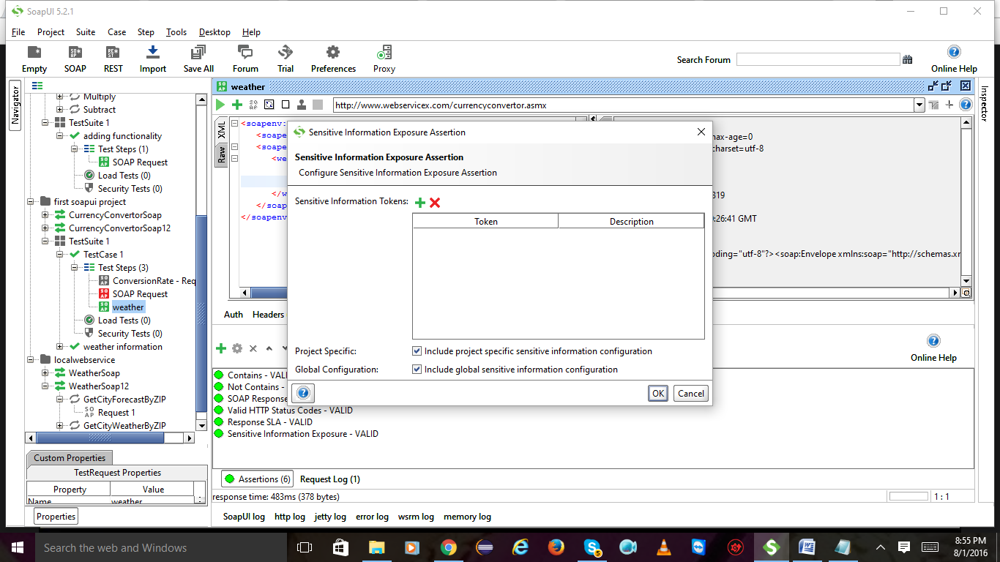 SoapUI 5.2.1
File Project Suite Case Step Tools Desktop Help
Empty SOAP REST Import Save All Forum Trial Preferences Proxy
Search Forum
Online Help
Navigator
Multiply
Subtract
TestSuite 1
adding functionality
Test Steps (1)
SOAP Request
Load Tests (0)
Security Tests (0)
first soapui project
CurrencyConvertorSoap
CurrencyConvertorSoap12
TestSuite 1
TestCase 1
Test Steps (3)
ConversionRate - Req
SOAP Request
weather
Load Tests (0)
Security Tests (0)
weather information
localwebservice
WeatherSoap
WeatherSoap12
GetCityForecastByZIP
Request 1
GetCityWeatherByZIP
Custom Properties
TestRequest Properties
Property Value
Name weather
Properties
weather
http://www.webservicex.com/currencyconvertor.asmx
Inspector
XML
Raw
<soapenv:
<soape
<soape
<we
</w
</soap
</soapenv
max-age=0
charset=utf-8
819
0:26:41 GMT
oding="utf-8"?><soap:Envelope xmlns:soap="http://schemas.xr
Sensitive Information Exposure Assertion
Sensitive Information Exposure Assertion
Configure Sensitive Information Exposure Assertion
Sensitive Information Tokens:
Token Description
Project Specific: Include project specific sensitive information configuration
Global Configuration: Include global sensitive information configuration
OK Cancel
Auth Headers
Online Help
Contains - VALI
Not Contains -
SOAP Response
Valid HTTP Status Codes - VALID
Response SLA - VALID
Sensitive Information Exposure - VALID
Assertions (6) Request Log (1)
response time: 483ms (378 bytes)
1 : 1
SoapUI log http log jetty log error log wsrm log memory log
Search the web and Windows
5
8:55 PM
8/1/2016